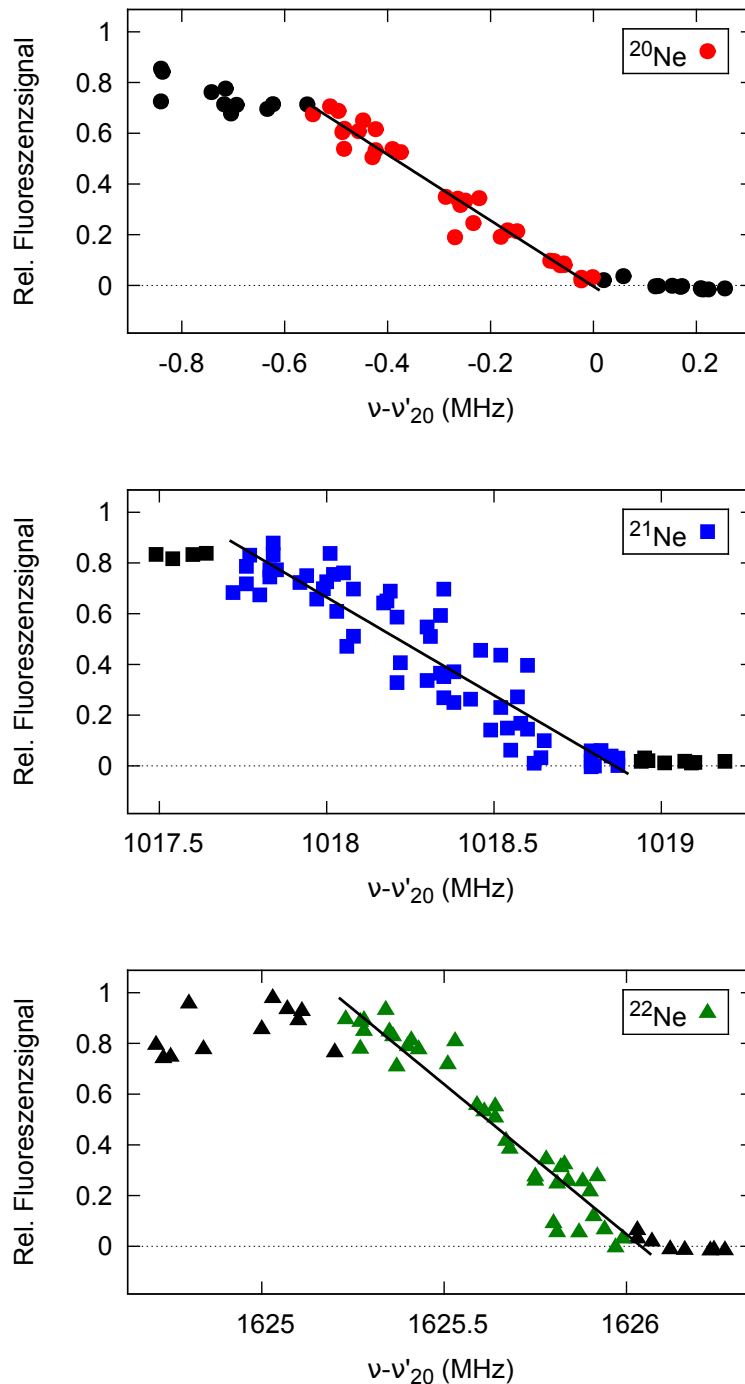 1
0.8
0.6
0.4
0.2
0
Rel. Fluoreszenzsignal
²⁰Ne
-0.8 -0.6 -0.4 -0.2 0 0.2
ν-ν'₂₀ (MHz)
1
0.8
0.6
0.4
0.2
0
Rel. Fluoreszenzsignal
²¹Ne
1017.5 1018 1018.5 1019
ν-ν'₂₀ (MHz)
1
0.8
0.6
0.4
0.2
0
Rel. Fluoreszenzsignal
²²Ne
1625 1625.5 1626
ν-ν'₂₀ (MHz)